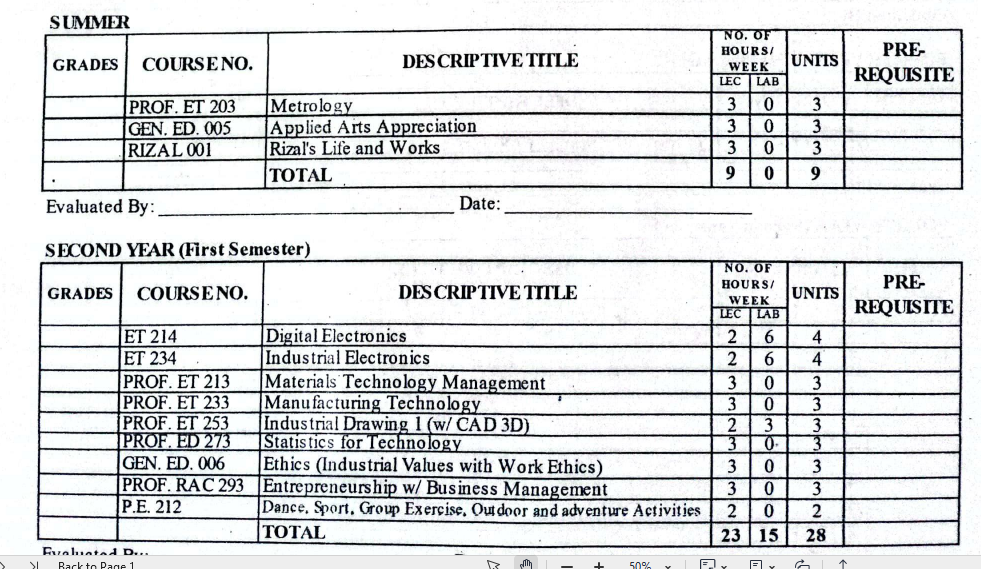 SUMMER
GRADES COURSE NO. DESCRIPTIVE TITLE NO. OF HOURS/ WEEK LEC LAB UNITS PRE-REQUISITE
PROF. ET 203 Metrology 3 0 3
GEN. ED. 005 Applied Arts Appreciation 3 0 3
RIZAL 001 Rizal's Life and Works 3 0 3
TOTAL 9 0 9
Evaluated By: Date:
SECOND YEAR (First Semester)
GRADES COURSE NO. DESCRIPTIVE TITLE NO. OF HOURS/ WEEK LEC LAB UNITS PRE-REQUISITE
ET 214 Digital Electronics 2 6 4
ET 234 Industrial Electronics 2 6 4
PROF. ET 213 Materials Technology Management 3 0 3
PROF. ET 233 Manufacturing Technology 3 0 3
PROF. ET 253 Industrial Drawing 1 (w/ CAD 3D) 2 3 3
PROF. ED 273 Statistics for Technology 3 0 3
GEN. ED. 006 Ethics (Industrial Values with Work Ethics) 3 0 3
PROF. RAC 293 Entrepreneurship w/ Business Management 3 0 3
P.E. 212 Dance, Sport, Group Exercise, Outdoor and adventure Activities 2 0 2
TOTAL 23 15 28
Evaluated By:
Back to Page 1 50%